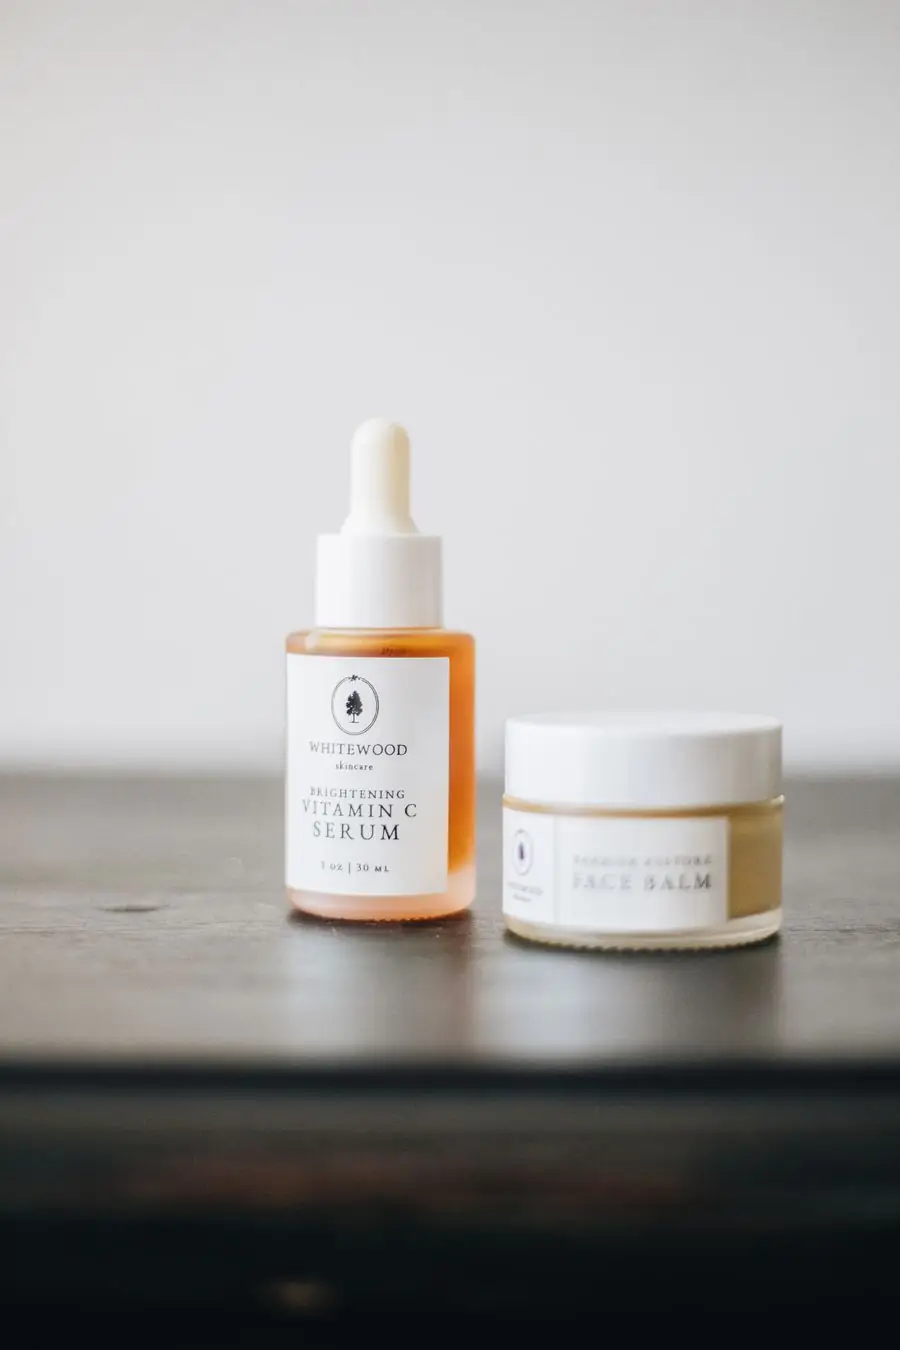 WHITEWOOD
skincare
BRIGHTENING
VITAMIN C
SERUM
1 OZ | 30 ML
FACE BALM